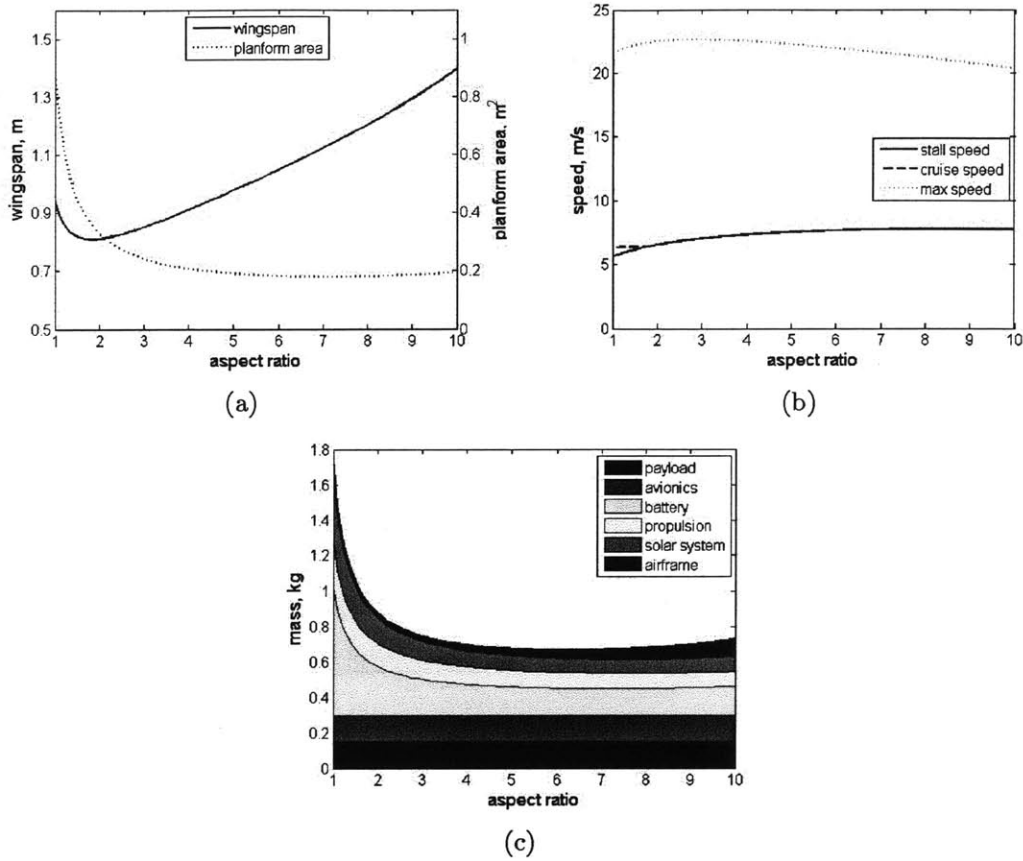 wingspan
planform area
1.5
1.3
1.1
0.9
0.7
0.5
wingspan, m
1
0.8
0.6
0.4
0.2
0
planform area, m2
1 2 3 4 5 6 7 8 9 10
aspect ratio
(a)
25
20
15
10
5
0
speed, m/s
stall speed
cruise speed
max speed
1 2 3 4 5 6 7 8 9 10
aspect ratio
(b)
1.8
1.6
1.4
1.2
1
0.8
0.6
0.4
0.2
0
mass, kg
payload
avionics
battery
propulsion
solar system
airframe
1 2 3 4 5 6 7 8 9 10
aspect ratio
(c)